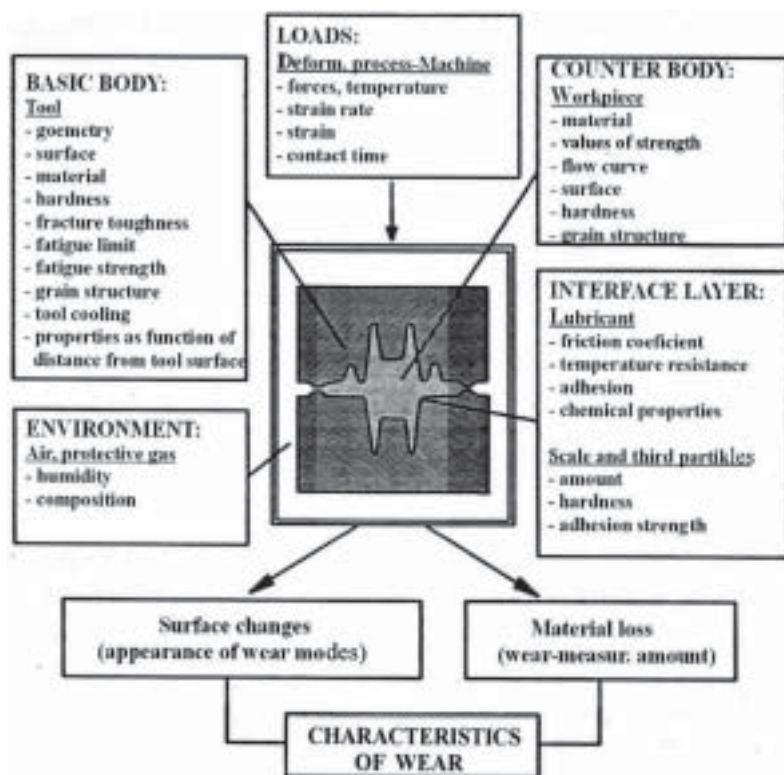 LOADS:
Deform. process-Machine
- forces, temperature
- strain rate
- strain
- contact time
BASIC BODY:
Tool
- goemetry
- surface
- material
- hardness
- fracture toughness
- fatigue limit
- fatigue strength
- grain structure
- tool cooling
- properties as function of
distance from tool surface
COUNTER BODY:
Workpiece
- material
- values of strength
- flow curve
- surface
- hardness
- grain structure
INTERFACE LAYER:
Lubricant
- friction coeficient
- temperature resistance
- adhesion
- chemical properties
Scale and third partikles
- amount
- hardness
- adhesion strength
ENVIRONMENT:
Air, protective gas
- humidity
- composition
Surface changes
(appearance of wear modes)
Material loss
(wear-measur. amount)
CHARACTERISTICS
OF WEAR